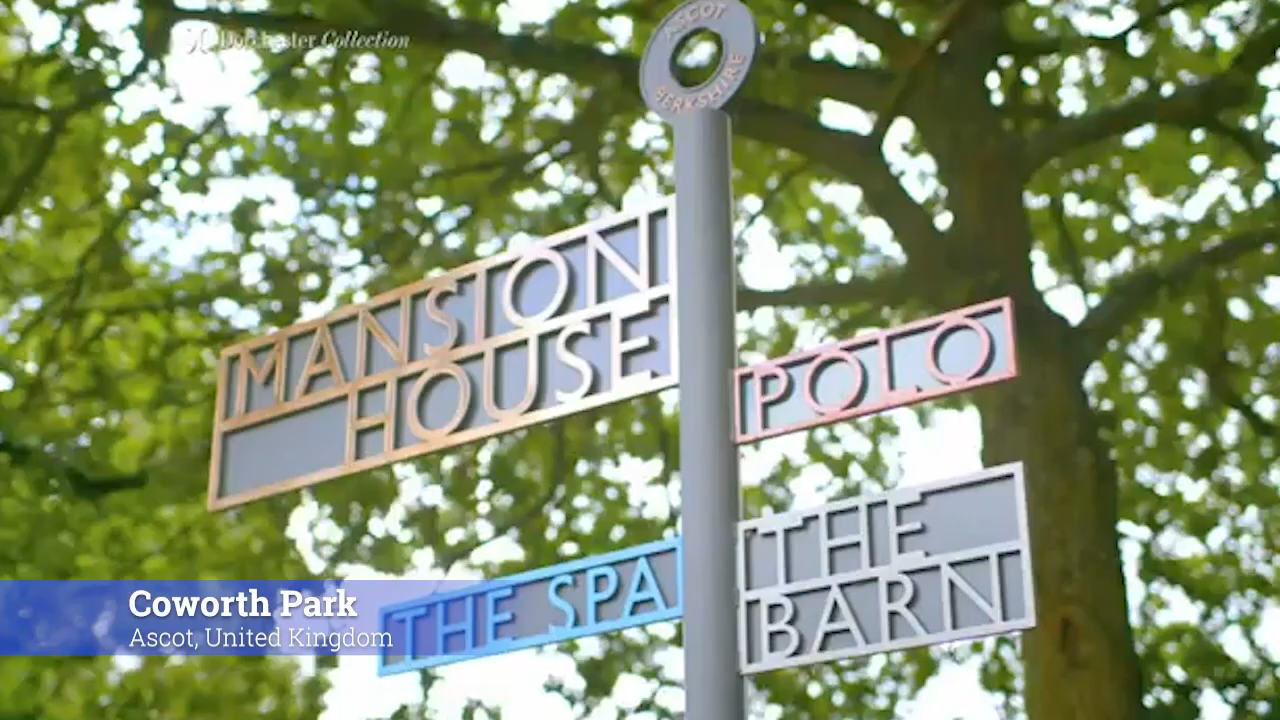 Dorchester Collection
ASCOT
BERKSHIRE
MANSION
HOUSE
POLO
THE SPA
THE
BARN
Coworth Park
Ascot, United Kingdom